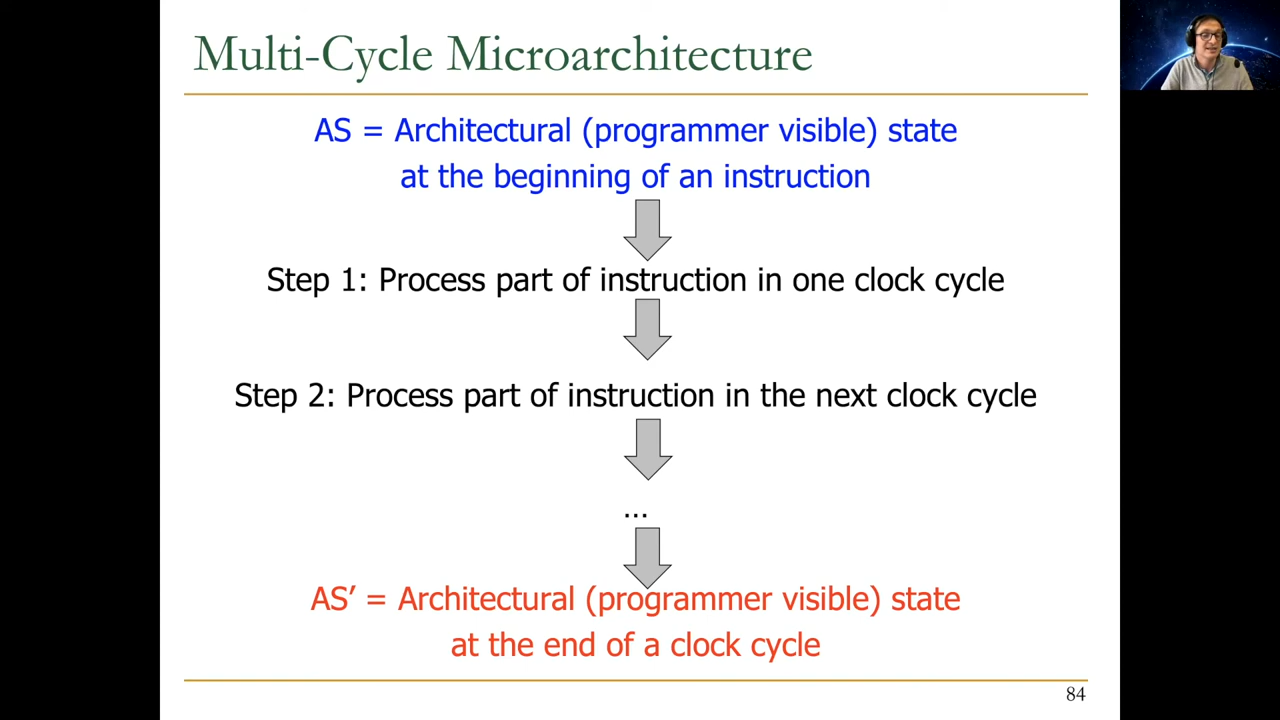 Multi-Cycle Microarchitecture
AS = Architectural (programmer visible) state
at the beginning of an instruction
Step 1: Process part of instruction in one clock cycle
Step 2: Process part of instruction in the next clock cycle
...
AS’ = Architectural (programmer visible) state
at the end of a clock cycle
84